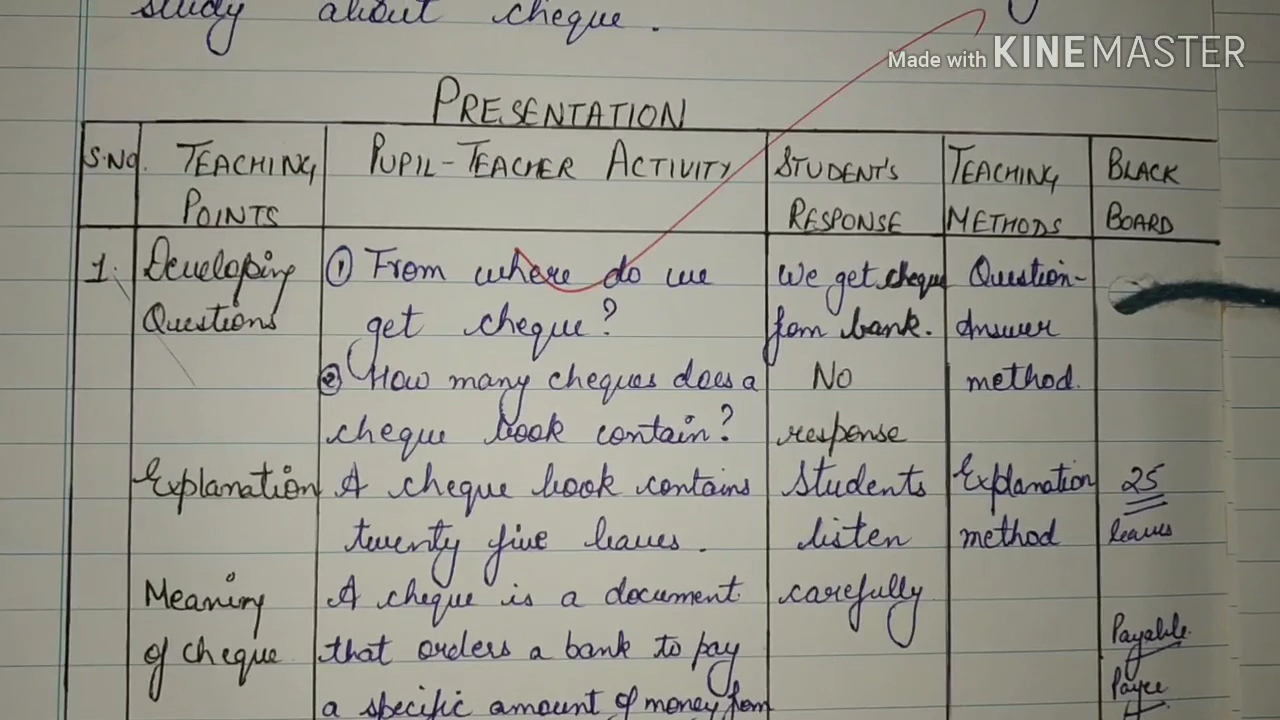 study about cheque.
Made with KINEMASTER
PRESENTATION
S.NO. TEACHING POINTS PUPIL-TEACHER ACTIVITY STUDENT'S RESPONSE TEACHING METHODS BLACK BOARD
1. Developing ① From where do we We get cheque Question-
Questions get cheque? fom bank. Answer
② How many cheques does a No method.
cheque book contain? response
Explanation A cheque book contains Students Explanation 25
twenty five leaves. listen method leaves
Meaning A cheque is a document carefully
of cheque that orders a bank to pay Payable
a specific amount of money from Payee